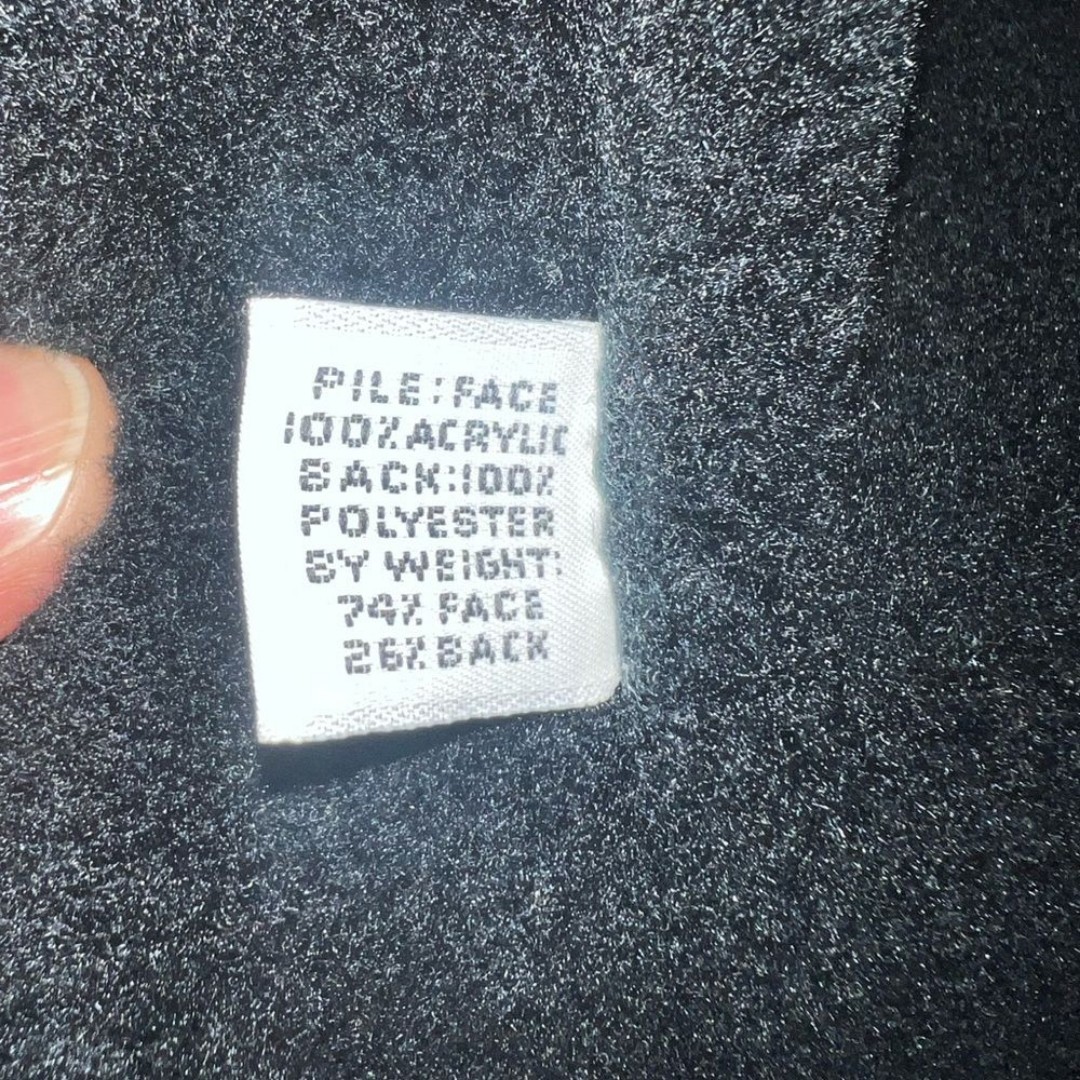 PILE:FACE
100%ACRYLIC
BACK:100%
POLYESTER
BY WEIGHT:
74% FACE
26% BACK